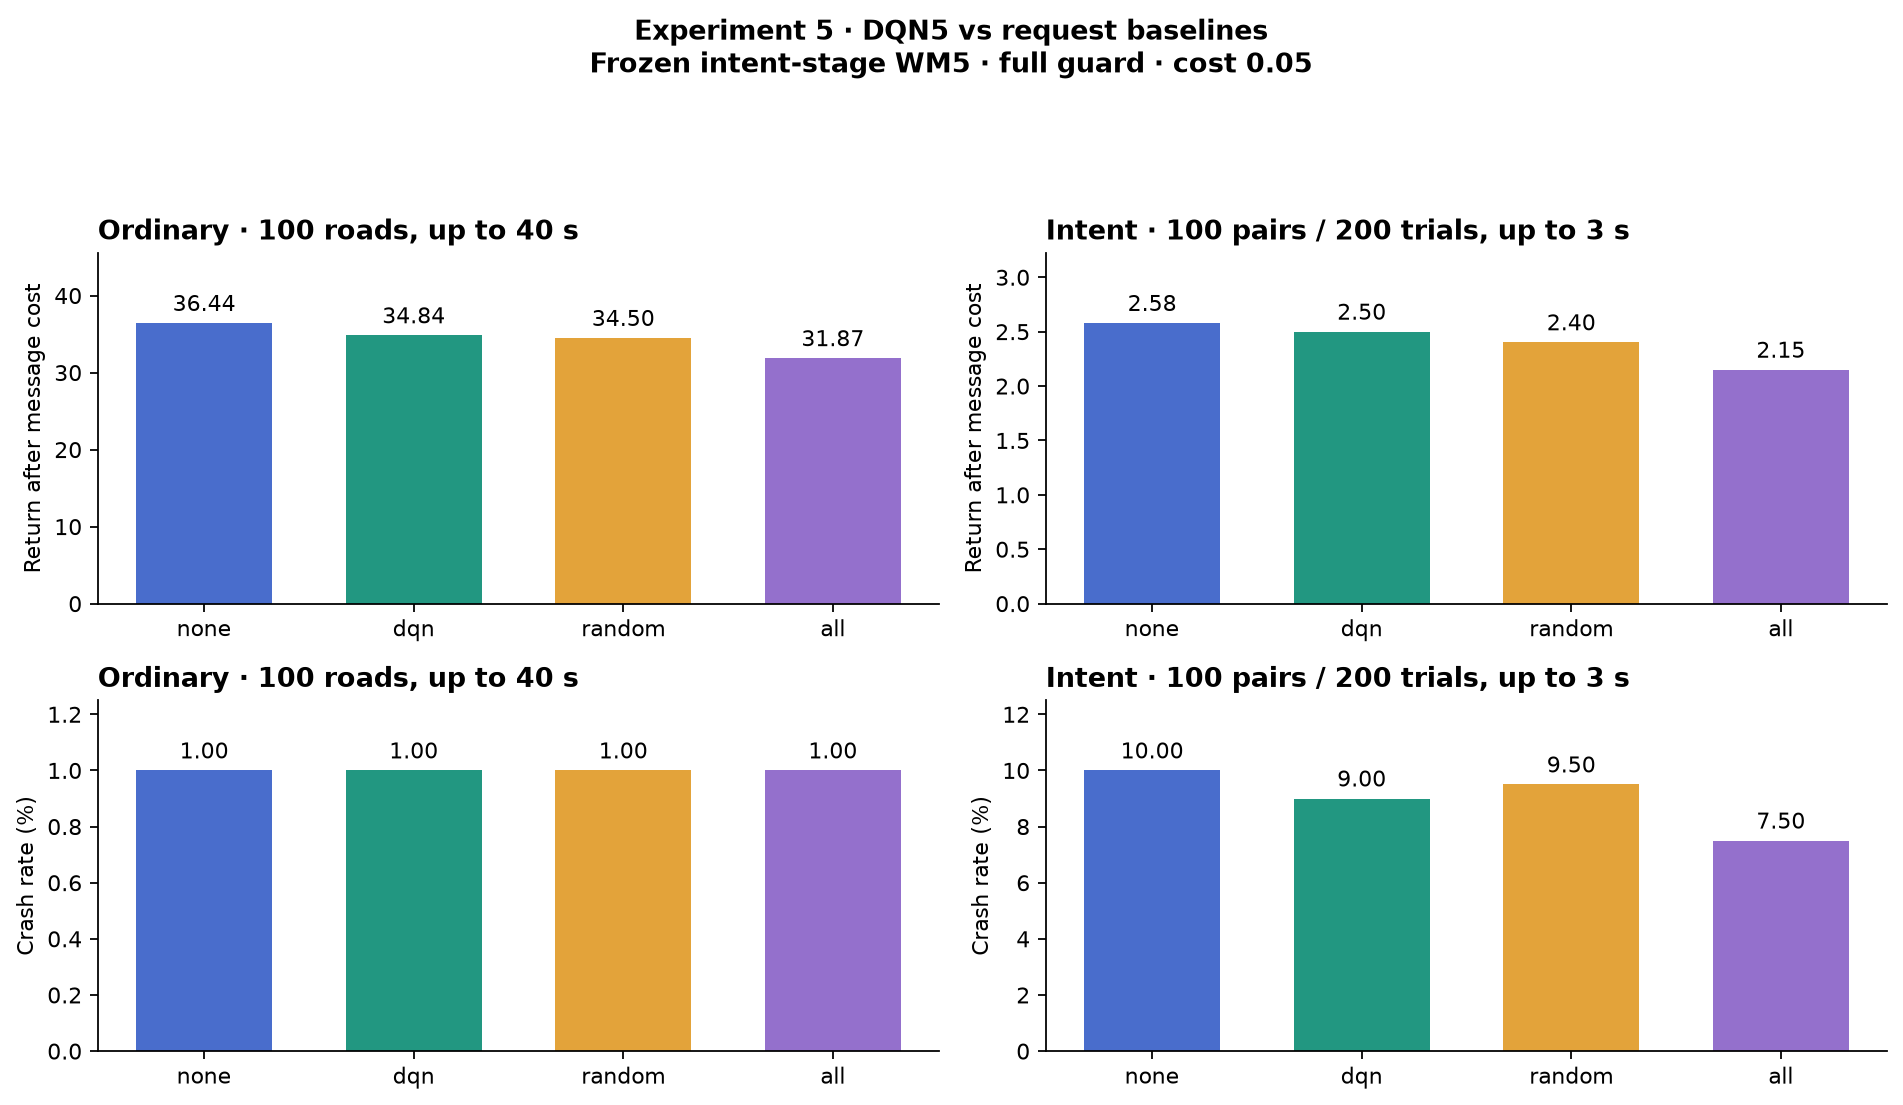 Experiment 5 · DQN5 vs request baselines
Frozen intent-stage WM5 · full guard · cost 0.05
Ordinary · 100 roads, up to 40 s
Return after message cost
40
30
20
10
0
36.44
34.84
34.50
31.87
none
dqn
random
all
Intent · 100 pairs / 200 trials, up to 3 s
Return after message cost
3.0
2.5
2.0
1.5
1.0
0.5
0.0
2.58
2.50
2.40
2.15
none
dqn
random
all
Ordinary · 100 roads, up to 40 s
Crash rate (%)
1.2
1.0
0.8
0.6
0.4
0.2
0.0
1.00
1.00
1.00
1.00
none
dqn
random
all
Intent · 100 pairs / 200 trials, up to 3 s
Crash rate (%)
12
10
8
6
4
2
0
10.00
9.00
9.50
7.50
none
dqn
random
all